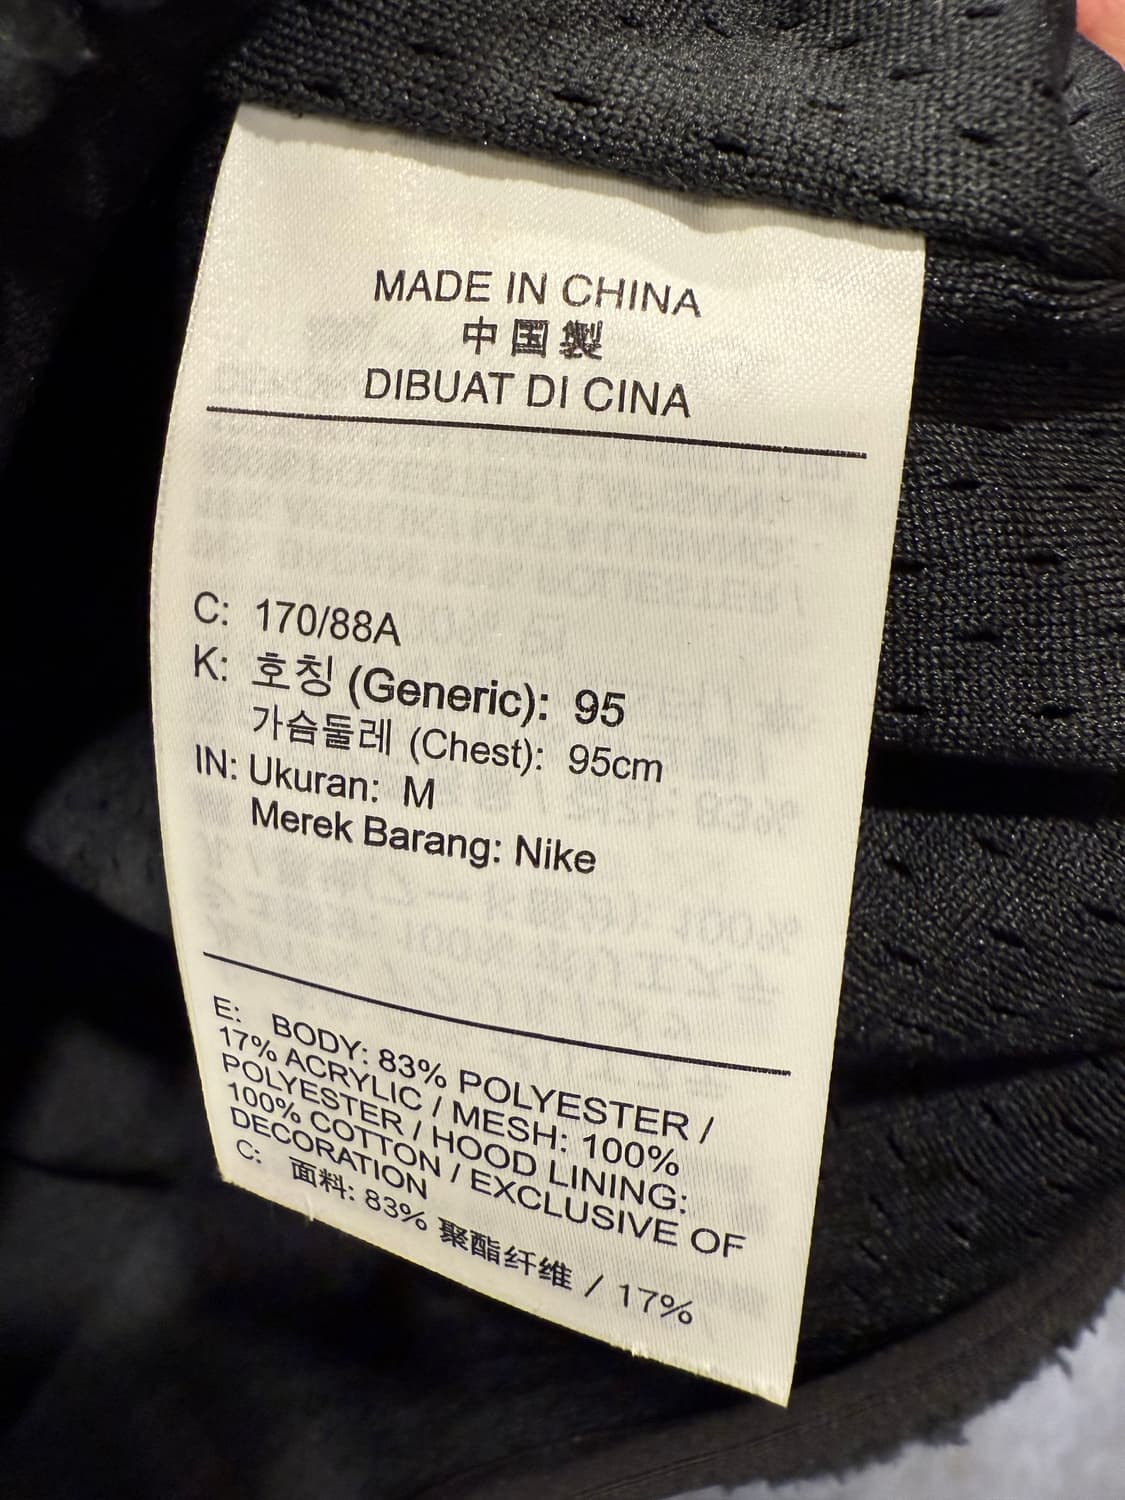 MADE IN CHINA
中国製
DIBUAT DI CINA
C: 170/88A
K: 호칭 (Generic): 95
가슴둘레 (Chest): 95cm
IN: Ukuran: M
Merek Barang: Nike
E: BODY: 83% POLYESTER /
17% ACRYLIC / MESH: 100%
POLYESTER / HOOD LINING:
100% COTTON / EXCLUSIVE OF
DECORATION
C: 面料: 83% 聚酯纤维 / 17%